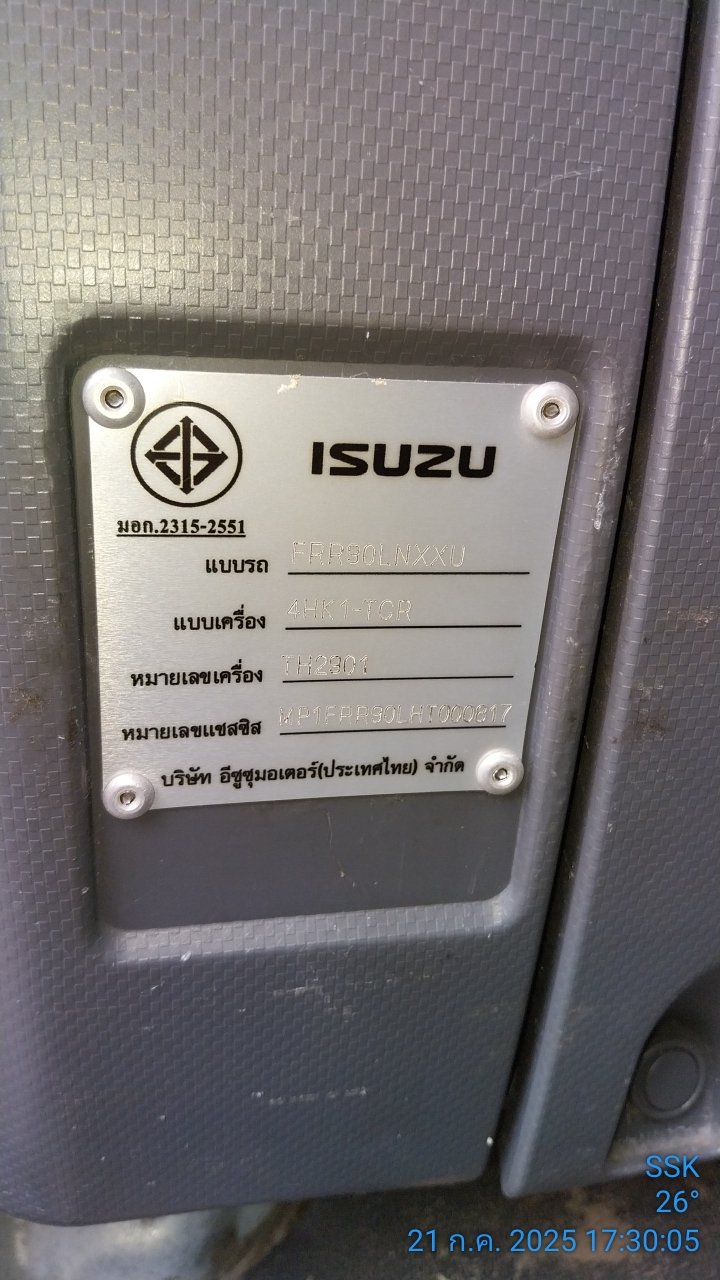 ISUZU
มอก.2315-2551
แบบรถ FRR90LNXXU
แบบเครื่อง 4HK1-TCR
หมายเลขเครื่อง TH2901
หมายเลขแชสซิส MP1FRR90LHT000817
บริษัท อีซูซุมอเตอร์(ประเทศไทย) จำกัด
SSK
26°
21 ก.ค. 2025 17:30:05